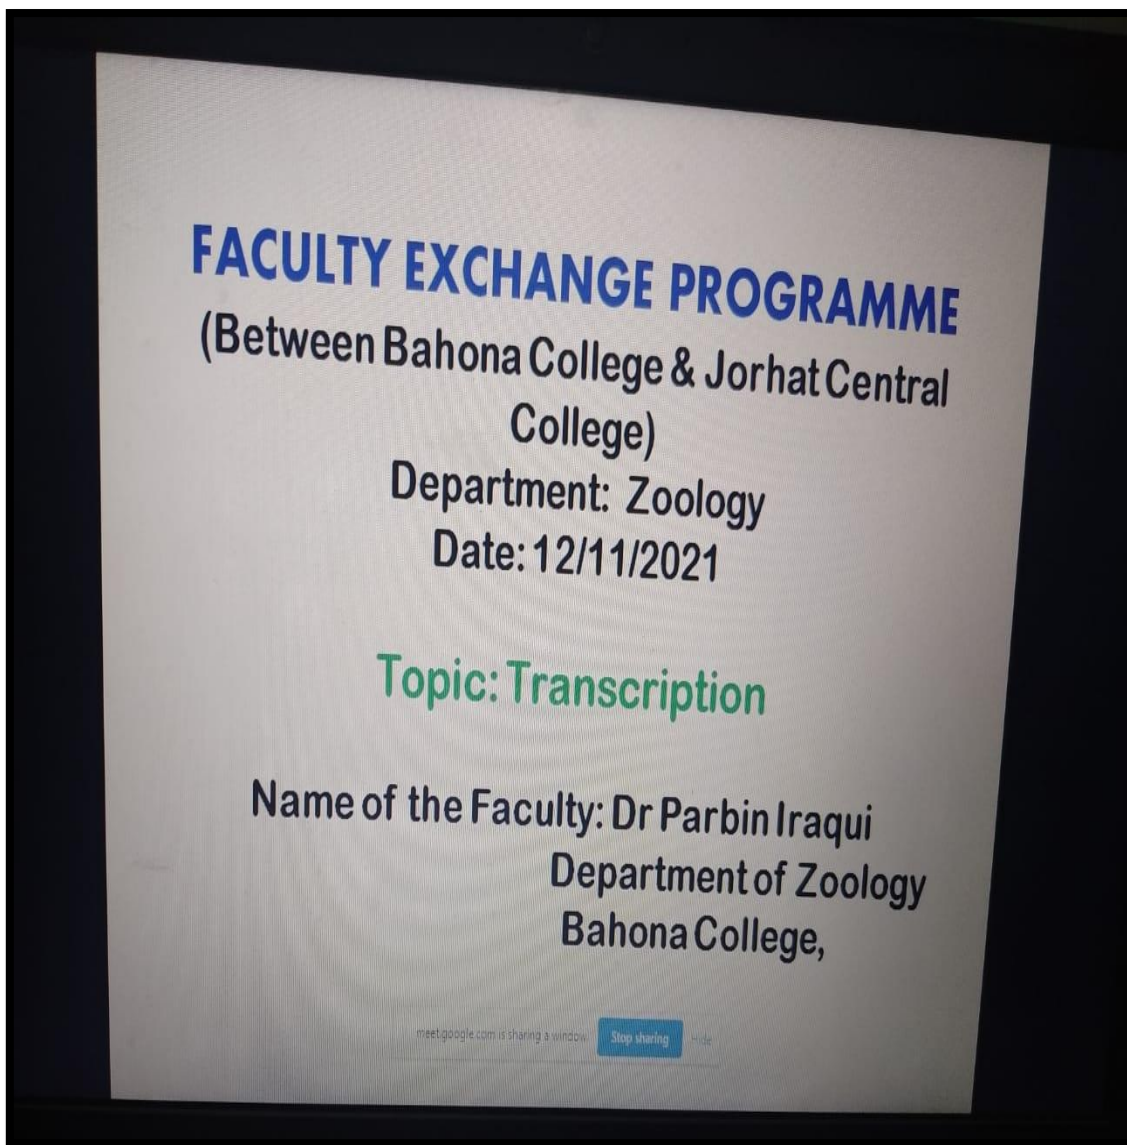 FACULTY EXCHANGE PROGRAMME
(Between Bahona College & Jorhat Central
College)
Department: Zoology
Date: 12/11/2021
Topic: Transcription
Name of the Faculty: Dr Parbin Iraqui
Department of Zoology
Bahona College,
meet.google.com is sharing a window. Stop sharing Hide